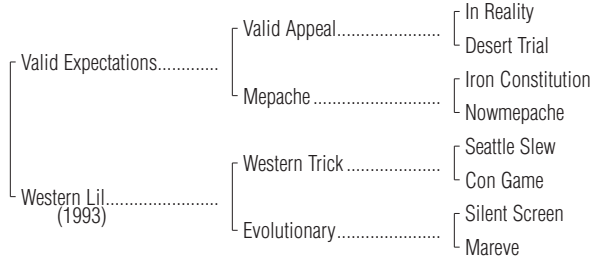 In Reality
Valid Appeal......................
Desert Trial
Valid Expectations.............
Iron Constitution
Mepache...........................
Nowmepache
Seattle Slew
Western Trick....................
Con Game
Western Lil........................
(1993)
Silent Screen
Evolutionary......................
Mareve